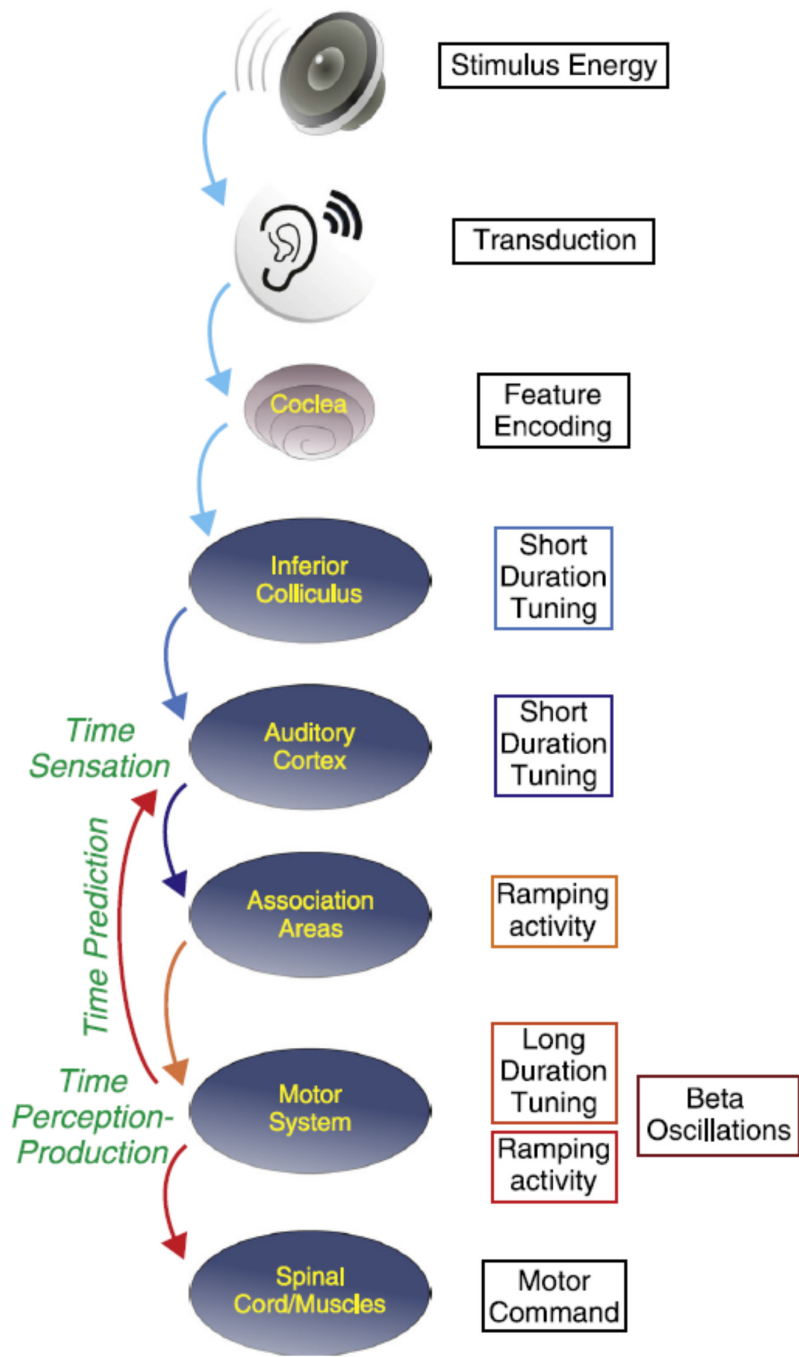 Stimulus Energy
Transduction
Coclea
Feature
Encoding
Inferior
Colliculus
Short
Duration
Tuning
Time
Sensation
Auditory
Cortex
Short
Duration
Tuning
Time Prediction
Association
Areas
Ramping
activity
Time
Perception-
Production
Motor
System
Long
Duration
Tuning
Ramping
activity
Beta
Oscillations
Spinal
Cord/Muscles
Motor
Command